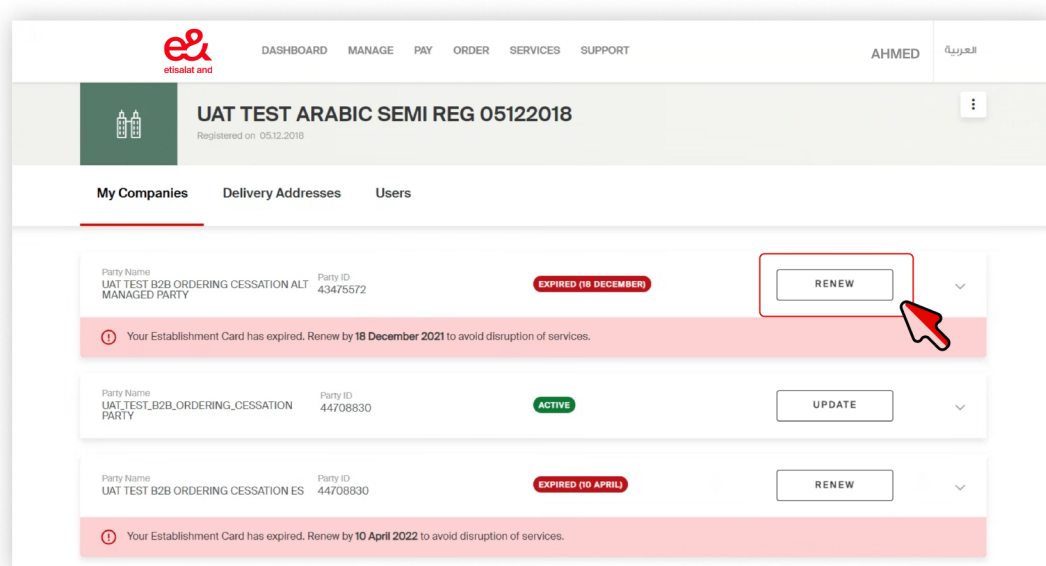 e&
etisalat and
DASHBOARD MANAGE PAY ORDER SERVICES SUPPORT
AHMED
العربية
UAT TEST ARABIC SEMI REG 05122018
Registered on 05.12.2018
My Companies Delivery Addresses Users
Party Name
UAT TEST B2B ORDERING CESSATION ALT
MANAGED PARTY
Party ID
43475572
EXPIRED (18 DECEMBER)
RENEW
Your Establishment Card has expired. Renew by 18 December 2021 to avoid disruption of services.
Party Name
UAT_TEST_B2B_ORDERING_CESSATION
PARTY
Party ID
44708830
ACTIVE
UPDATE
Party Name
UAT TEST B2B ORDERING CESSATION ES
Party ID
44708830
EXPIRED (10 APRIL)
RENEW
Your Establishment Card has expired. Renew by 10 April 2022 to avoid disruption of services.